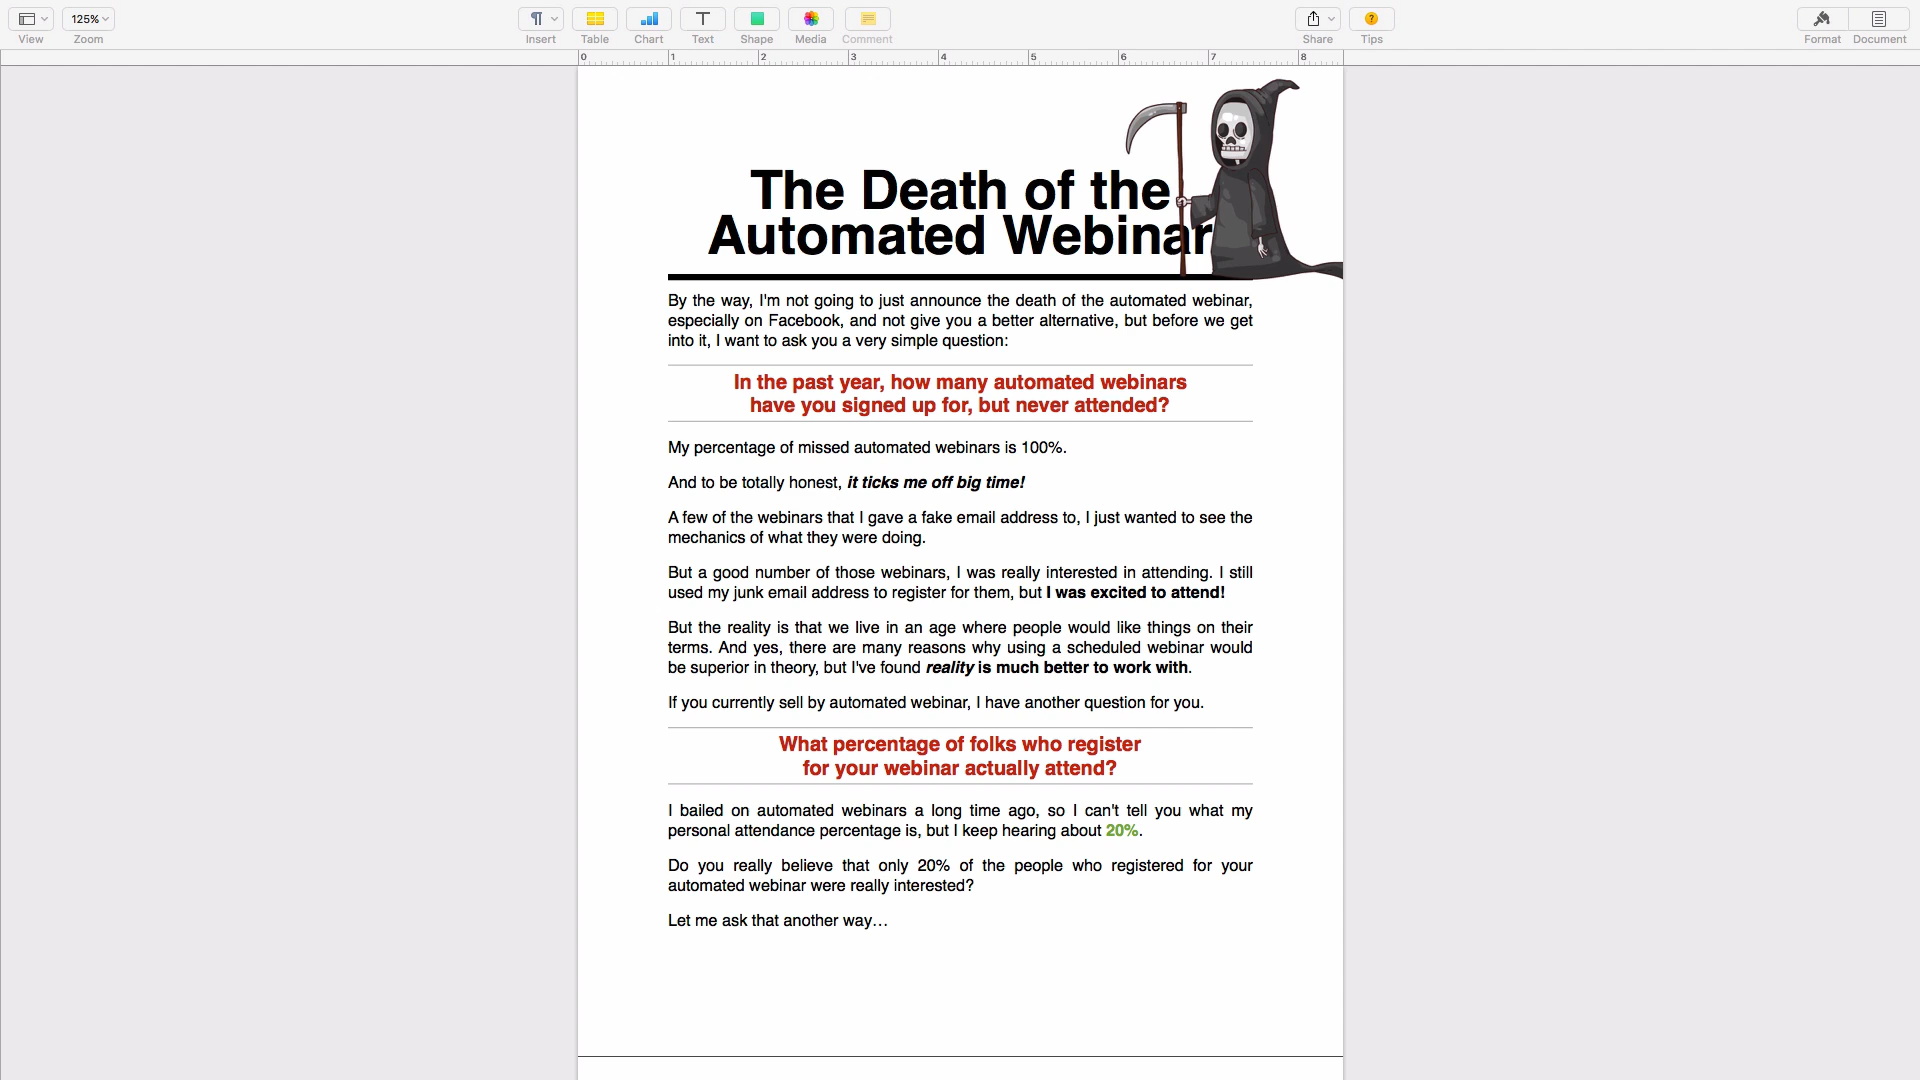 125%
View
Zoom
Insert
Table
Chart
Text
Shape
Media
Comment
Share
Tips
Format
Document
0 1 2 3 4 5 6 7 8
The Death of the
Automated Webinar
By the way, I'm not going to just announce the death of the automated webinar,
especially on Facebook, and not give you a better alternative, but before we get
into it, I want to ask you a very simple question:
In the past year, how many automated webinars
have you signed up for, but never attended?
My percentage of missed automated webinars is 100%.
And to be totally honest, it ticks me off big time!
A few of the webinars that I gave a fake email address to, I just wanted to see the
mechanics of what they were doing.
But a good number of those webinars, I was really interested in attending. I still
used my junk email address to register for them, but I was excited to attend!
But the reality is that we live in an age where people would like things on their
terms. And yes, there are many reasons why using a scheduled webinar would
be superior in theory, but I've found reality is much better to work with.
If you currently sell by automated webinar, I have another question for you.
What percentage of folks who register
for your webinar actually attend?
I bailed on automated webinars a long time ago, so I can't tell you what my
personal attendance percentage is, but I keep hearing about 20%.
Do you really believe that only 20% of the people who registered for your
automated webinar were really interested?
Let me ask that another way…